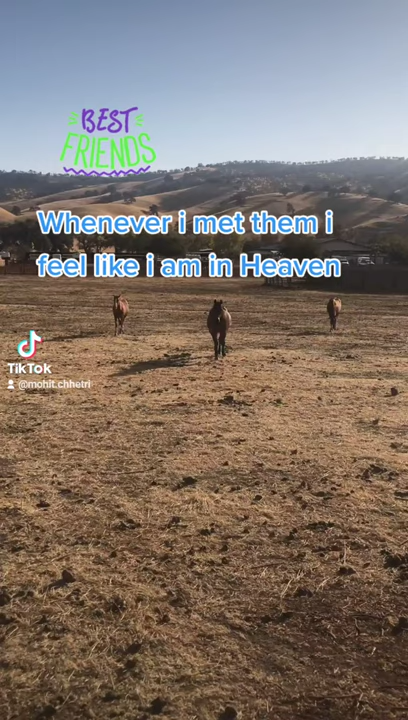 BEST
FRIENDS
Whenever i met them i
feel like i am in Heaven
TikTok
@mohit.chhetri